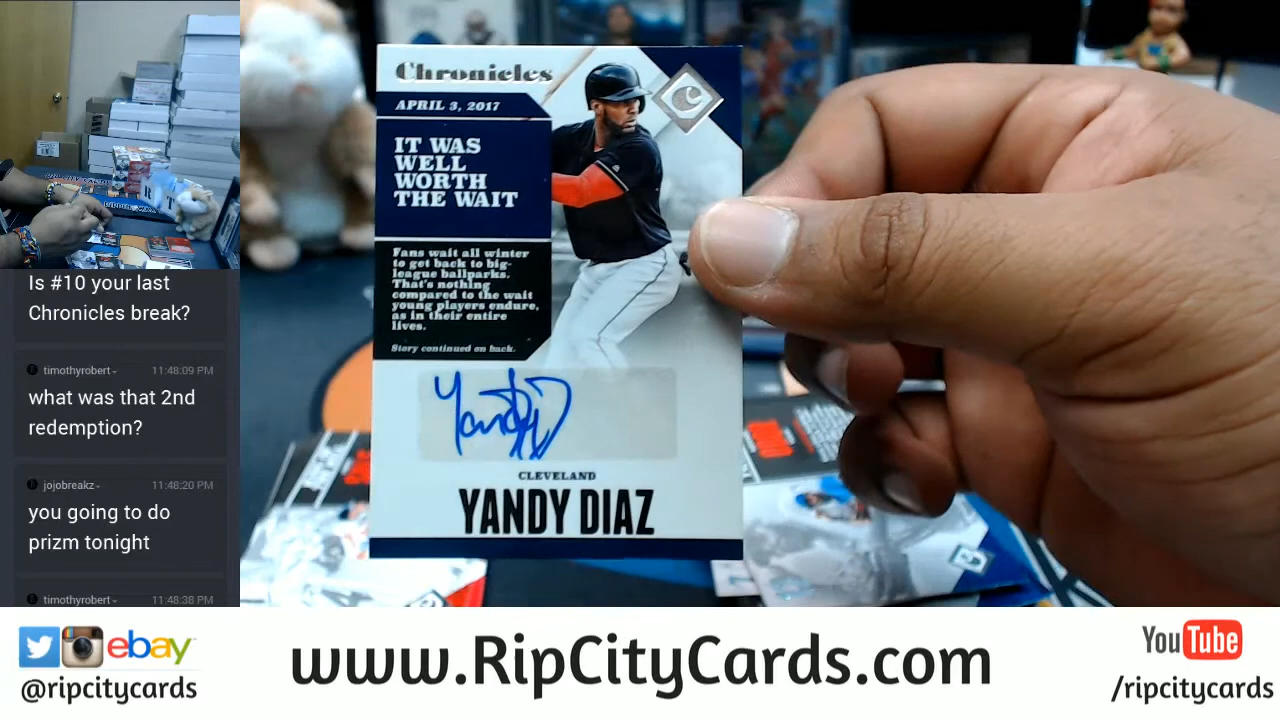 Is #10 your last
Chronicles break?
timothyrobert
11:48:09 PM
what was that 2nd
redemption?
jojobreakz
11:48:20 PM
you going to do
prizm tonight
timothyrobert
11:48:38 PM
Chronicles
C
APRIL 3, 2017
IT WAS
WELL
WORTH
THE WAIT
Fans wait all winter
to get back to big-
league ballparks.
That's nothing
compared to the wait
young players endure,
as in their entire
lives.
Story continued on back.
Yandy D
CLEVELAND
YANDY DIAZ
ebay
@ripcitycards
www.RipCityCards.com
YouTube
/ripcitycards